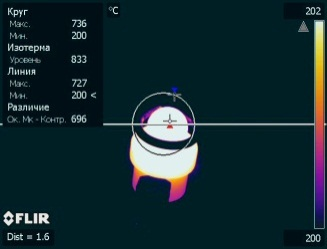 Круг
Макс. 736
Мин. 200
Изотерма
Уровень 833
Линия
Макс. 727
Мин. 200 <
Различие
Ок. Мк - Контр. 696
°C
202
200
FLIR
Dist = 1.6